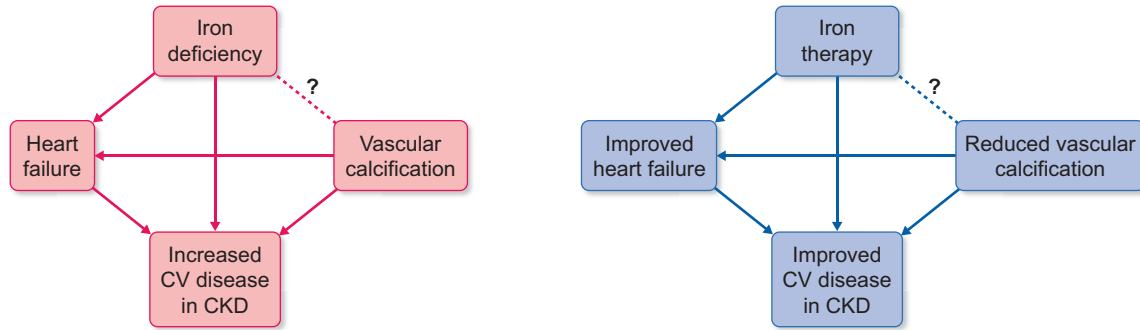 Iron
deficiency
?
Heart
failure
Vascular
calcification
Increased
CV disease
in CKD
Iron
therapy
?
Improved
heart failure
Reduced vascular
calcification
Improved
CV disease
in CKD